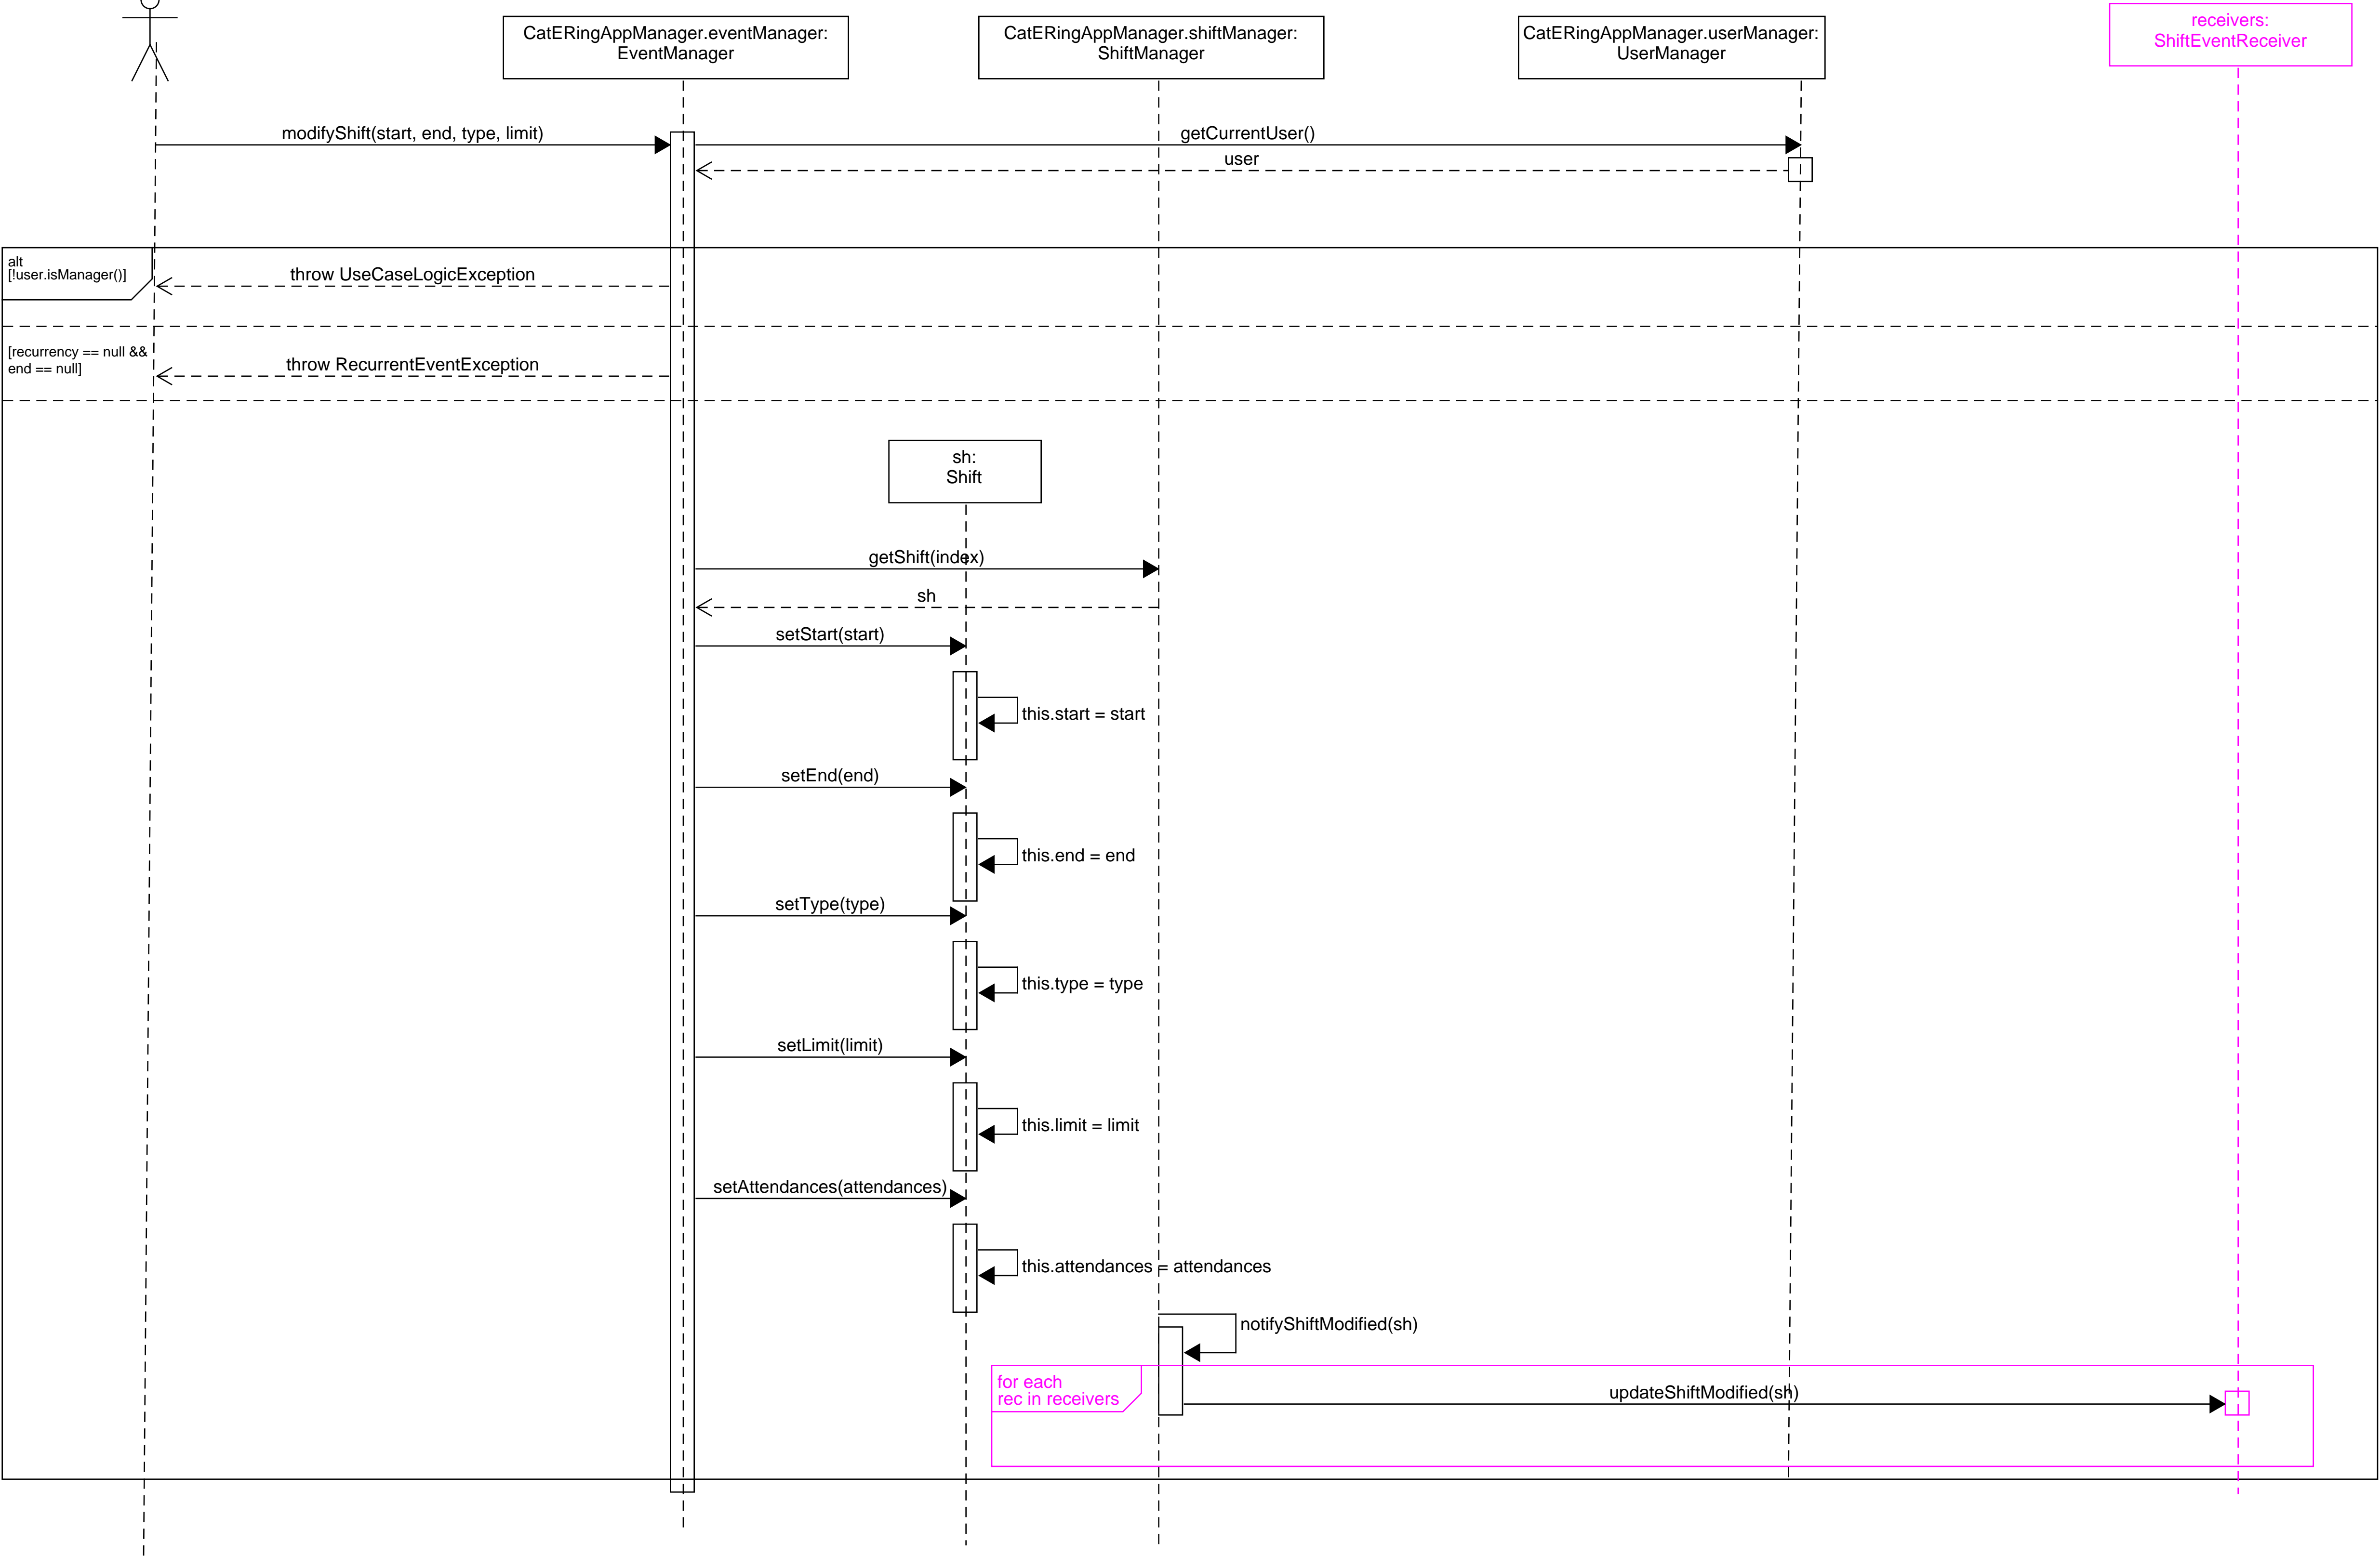 CatERingAppManager.eventManager:
EventManager
CatERingAppManager.shiftManager:
ShiftManager
CatERingAppManager.userManager:
UserManager
receivers:
ShiftEventReceiver
modifyShift(start, end, type, limit)
getCurrentUser()
user
alt
[!user.isManager()]
throw UseCaseLogicException
[recurrency == null &&
end == null]
throw RecurrentEventException
sh:
Shift
getShift(index)
sh
setStart(start)
this.start = start
setEnd(end)
this.end = end
setType(type)
this.type = type
setLimit(limit)
this.limit = limit
setAttendances(attendances)
this.attendances = attendances
notifyShiftModified(sh)
for each
rec in receivers
updateShiftModified(sh)